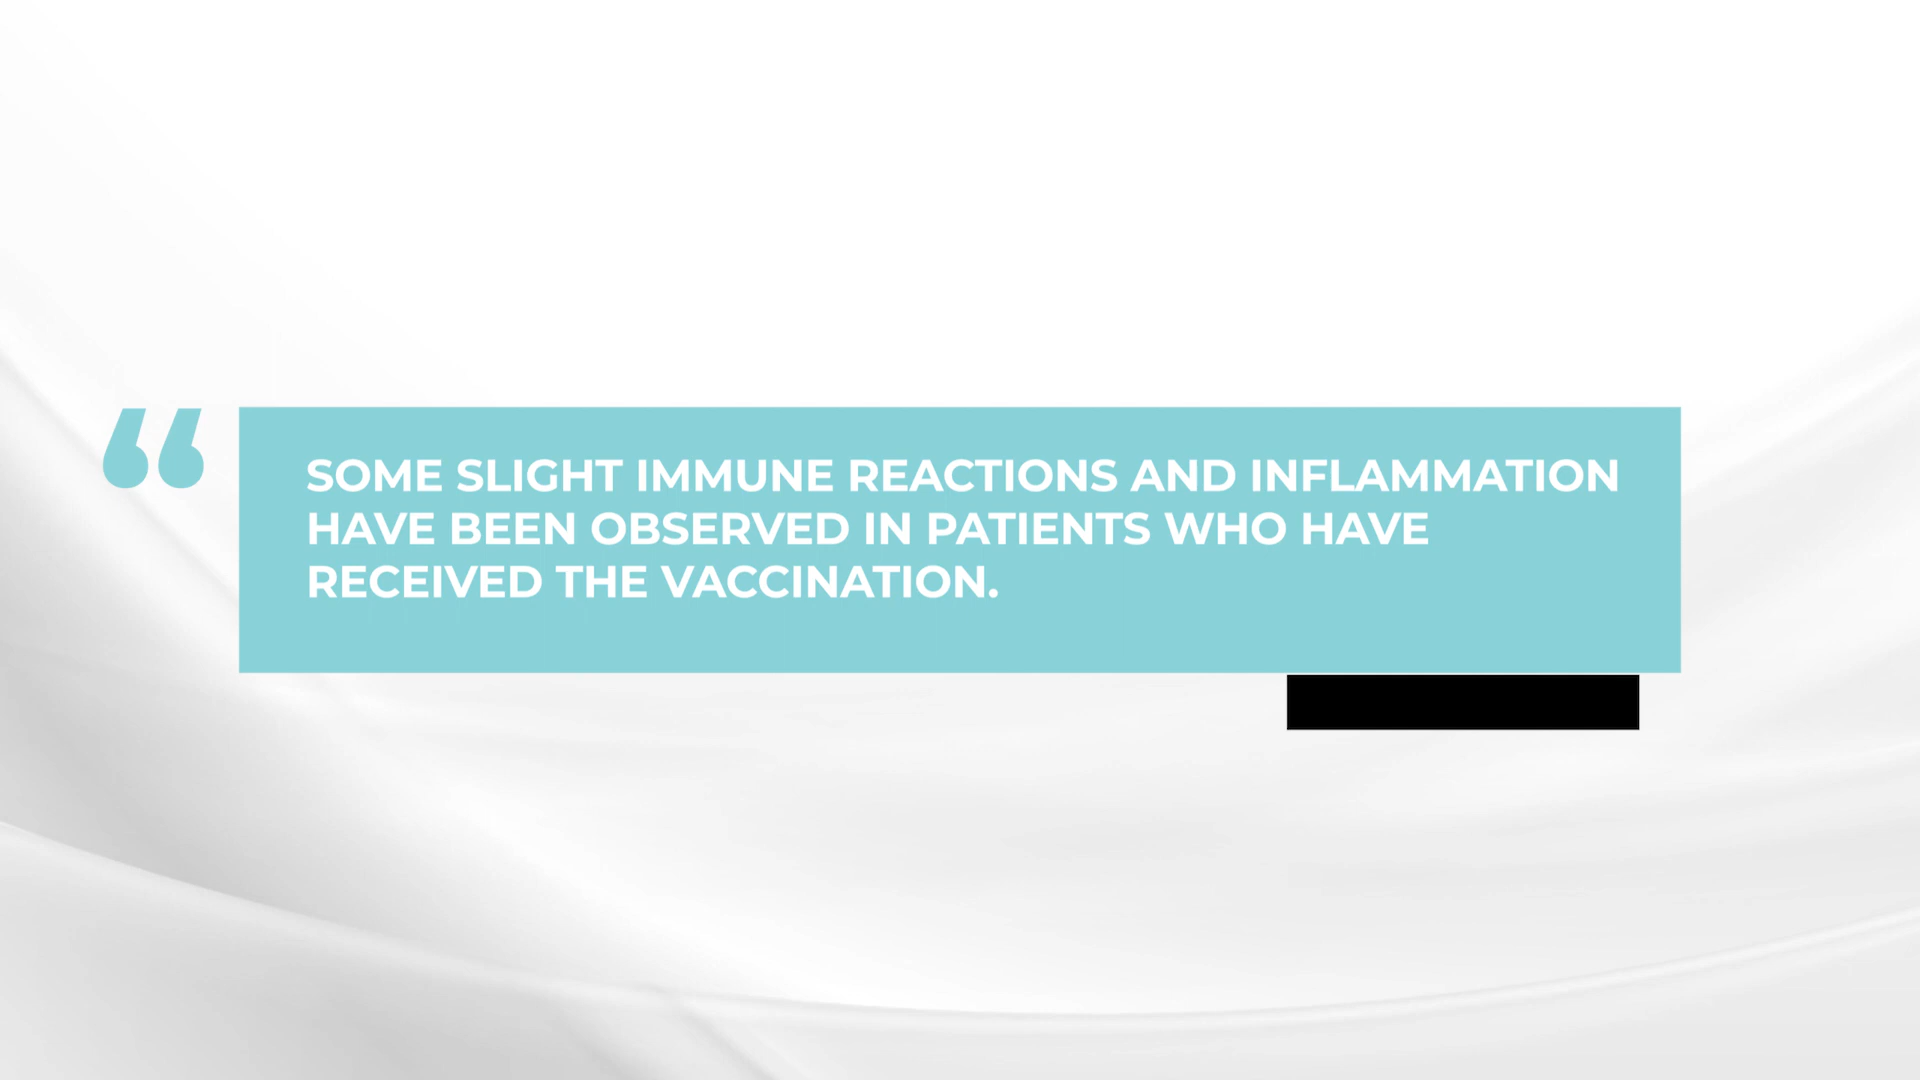 “
SOME SLIGHT IMMUNE REACTIONS AND INFLAMMATION
HAVE BEEN OBSERVED IN PATIENTS WHO HAVE
RECEIVED THE VACCINATION.